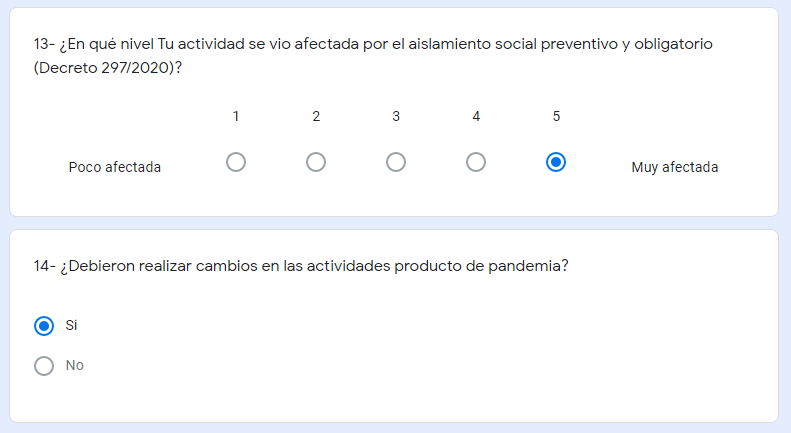 13- ¿En qué nivel Tu actividad se vio afectada por el aislamiento social preventivo y obligatorio
(Decreto 297/2020)?
1 2 3 4 5
Poco afectada Muy afectada
14- ¿Debieron realizar cambios en las actividades producto de pandemia?
Si
No